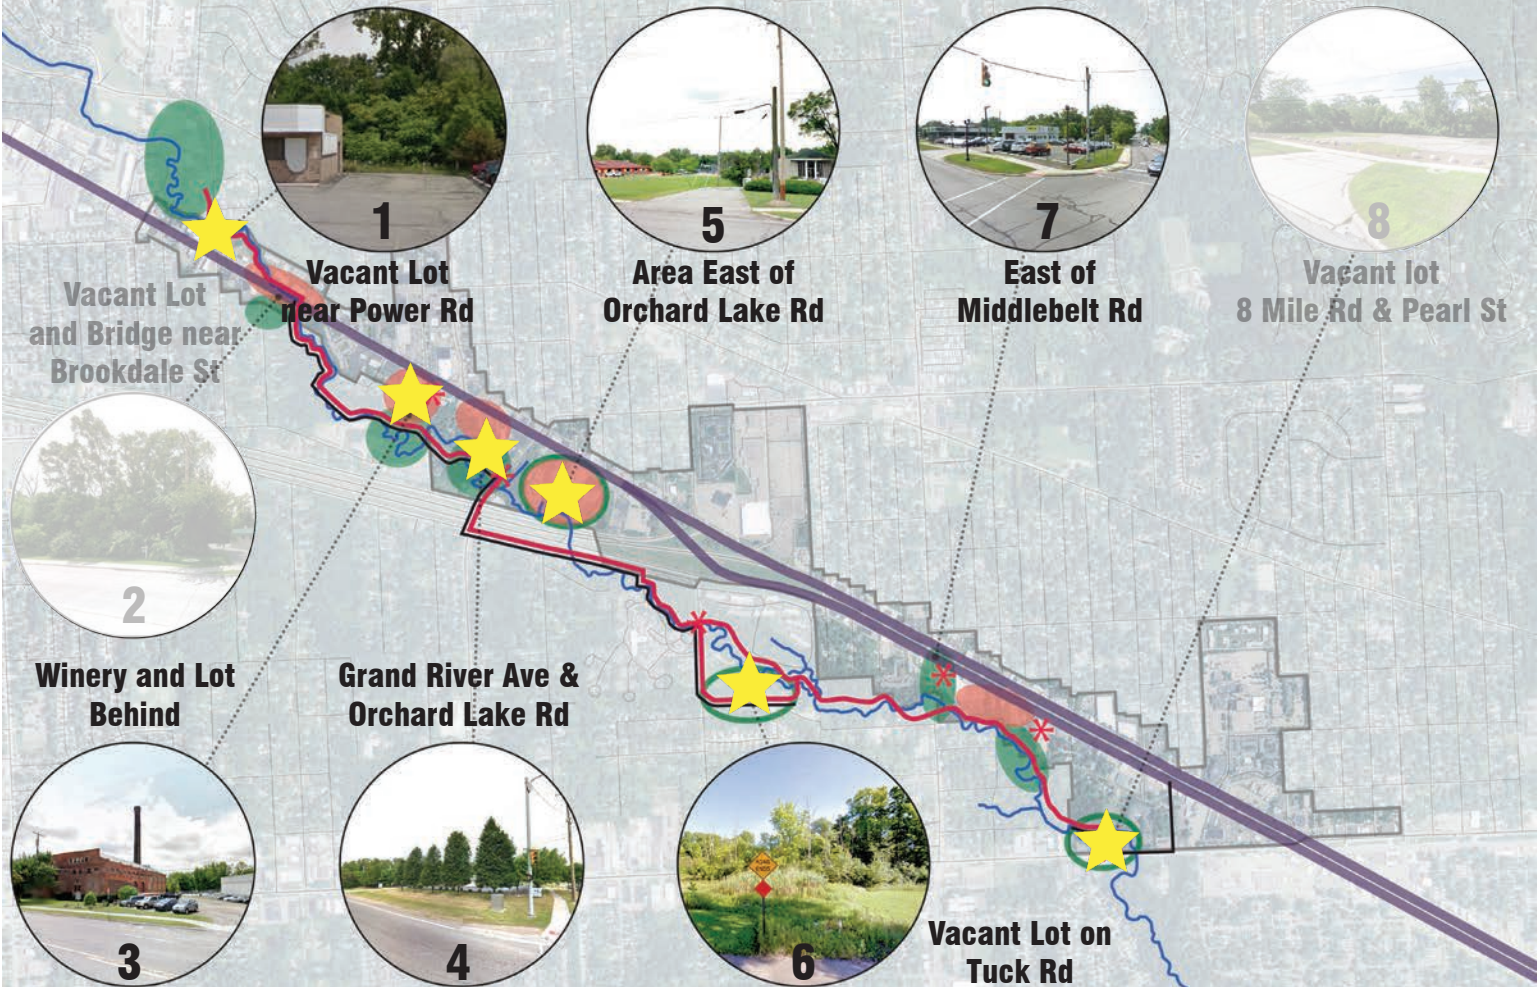 1
Vacant Lot
near Power Rd
5
Area East of
Orchard Lake Rd
7
East of
Middlebelt Rd
8
Vacant lot
8 Mile Rd & Pearl St
Vacant Lot
and Bridge near
Brookdale St
2
Winery and Lot
Behind
3
Grand River Ave &
Orchard Lake Rd
4
6
Vacant Lot on
Tuck Rd